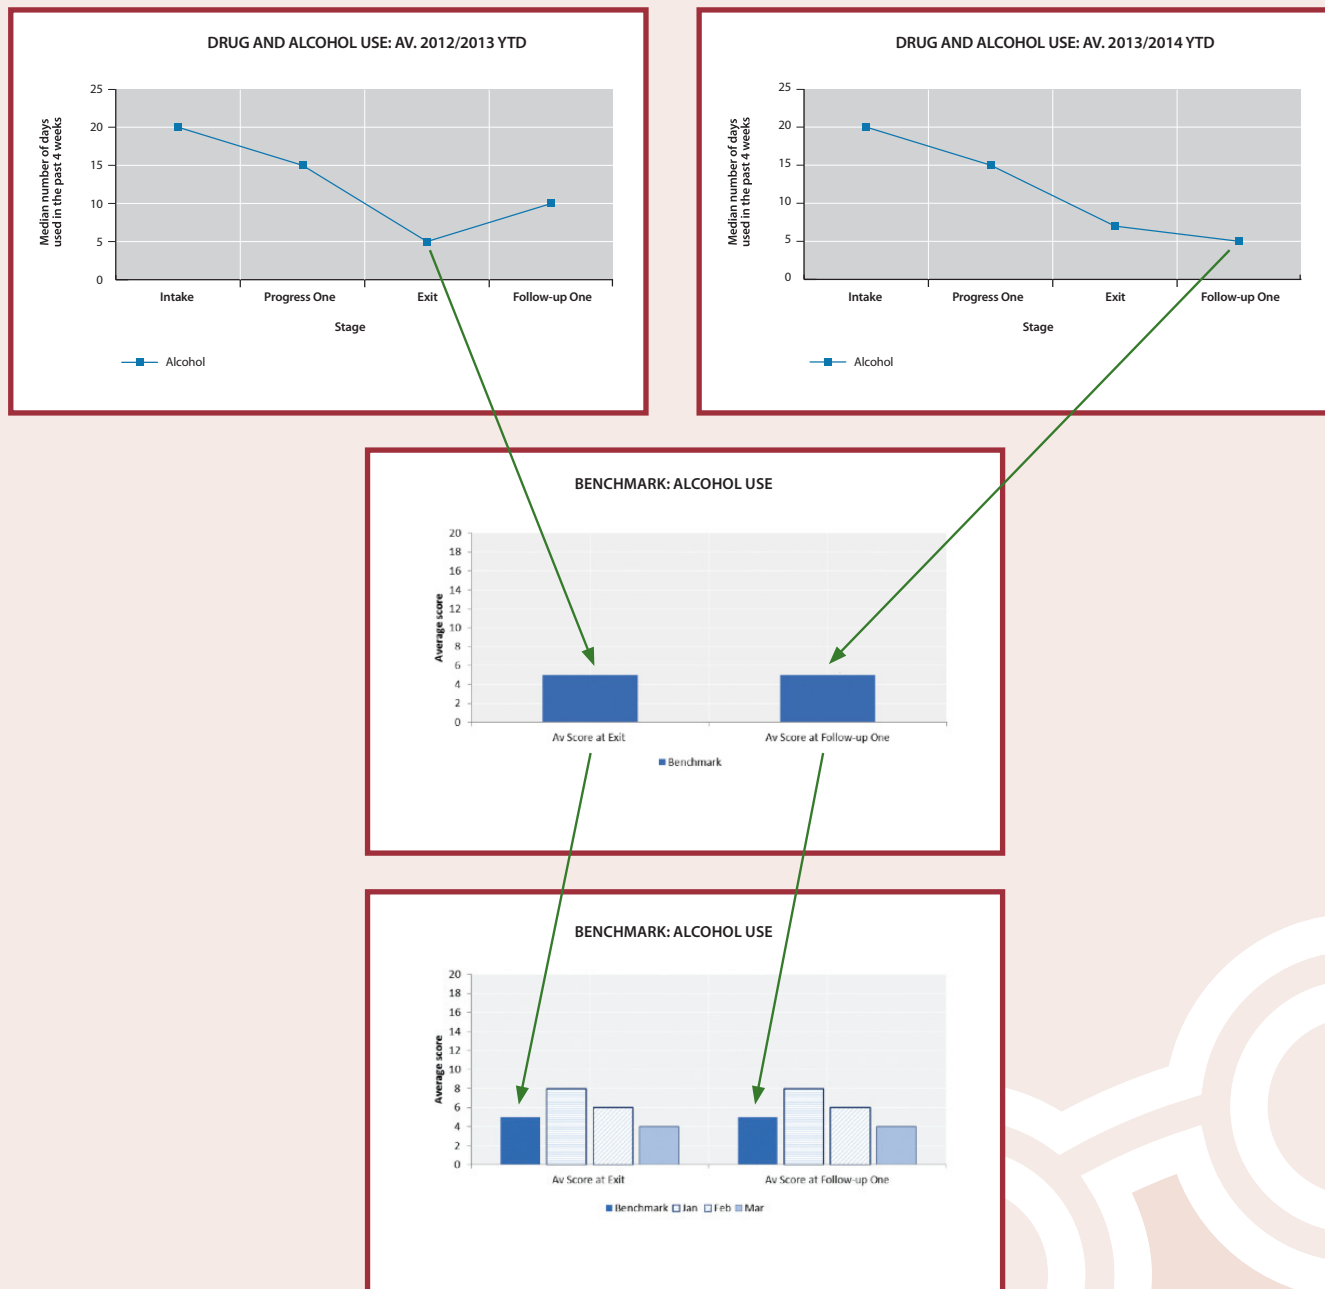 DRUG AND ALCOHOL USE: AV. 2012/2013 YTD
Median number of days
used in the past 4 weeks
25
20
15
10
5
0
Intake Progress One Exit Follow-up One
Stage
Alcohol
DRUG AND ALCOHOL USE: AV. 2013/2014 YTD
Median number of days
used in the past 4 weeks
25
20
15
10
5
0
Intake Progress One Exit Follow-up One
Stage
Alcohol
BENCHMARK: ALCOHOL USE
Average score
20
18
16
14
12
10
8
6
4
2
0
Av Score at Exit Av Score at Follow-up One
Benchmark
BENCHMARK: ALCOHOL USE
Average score
20
18
16
14
12
10
8
6
4
2
0
Av Score at Exit Av Score at Follow-up One
Benchmark Jan Feb Mar